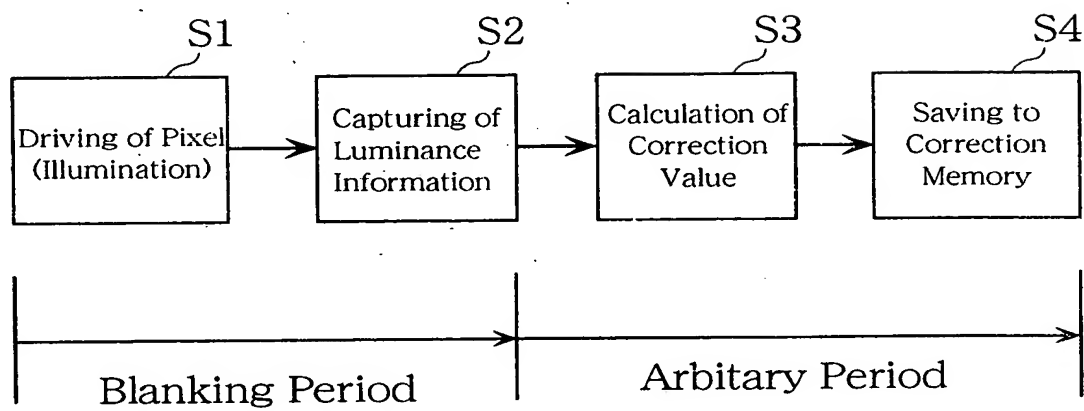 S1
S2
S3
S4
Driving of Pixel
(Illumination)
Capturing of
Luminance
Information
Calculation of
Correction
Value
Saving to
Correction
Memory
Blanking Period
Arbitary Period